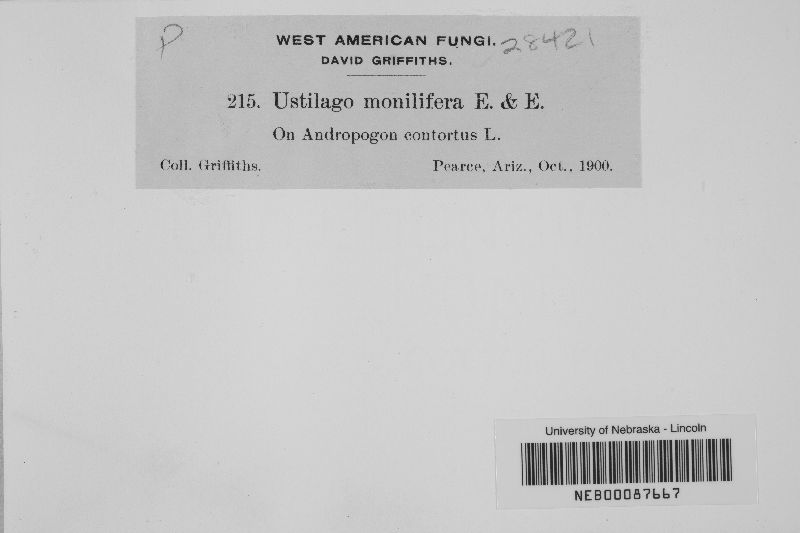 P
WEST AMERICAN FUNGI. 28421
DAVID GRIFFITHS.
215. Ustilago monilifera E. & E.
On Andropogon contortus L.
Coll. Griffiths. Pearce, Ariz., Oct., 1900.
University of Nebraska - Lincoln
NEB00087667